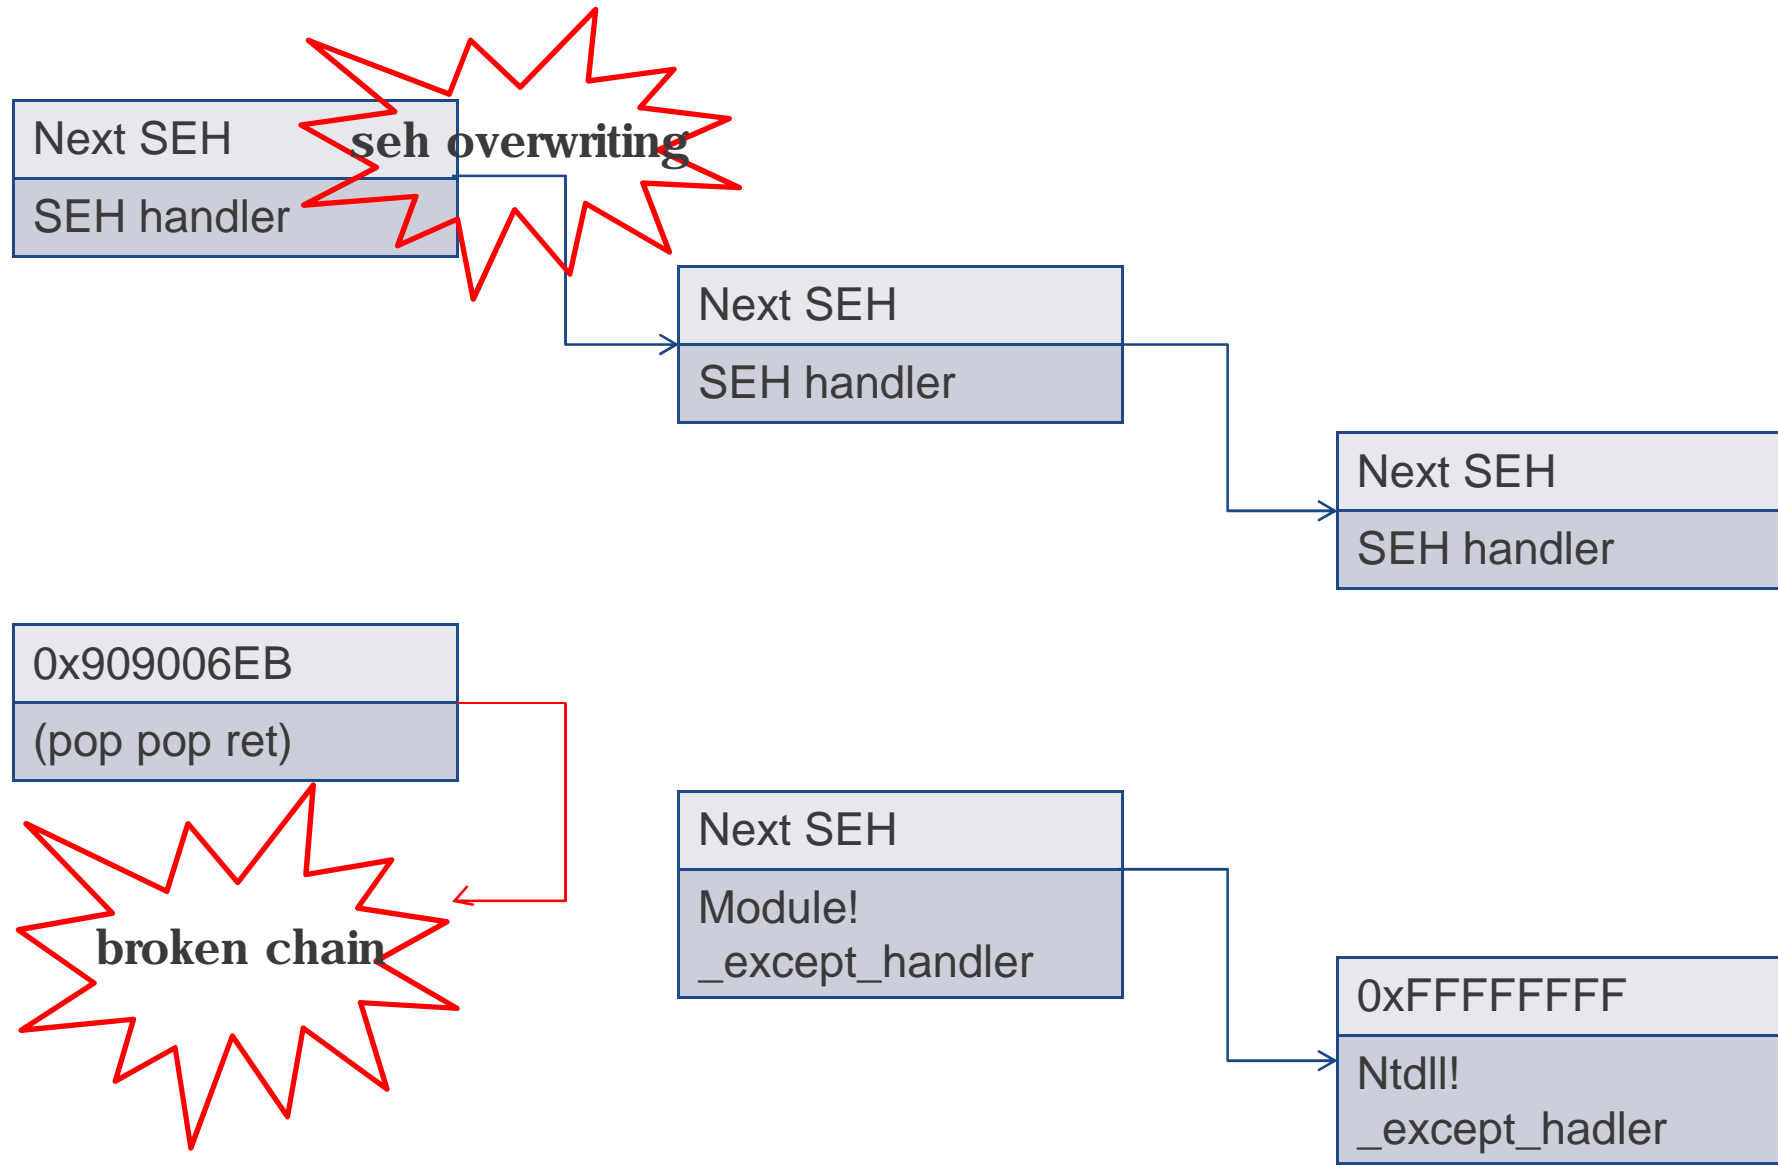 Next SEH
seh overwriting
SEH handler
Next SEH
SEH handler
Next SEH
SEH handler
0x909006EB
(pop pop ret)
broken chain
Next SEH
Module!
_except_handler
0xFFFFFFFF
Ntdll!
_except_hadler